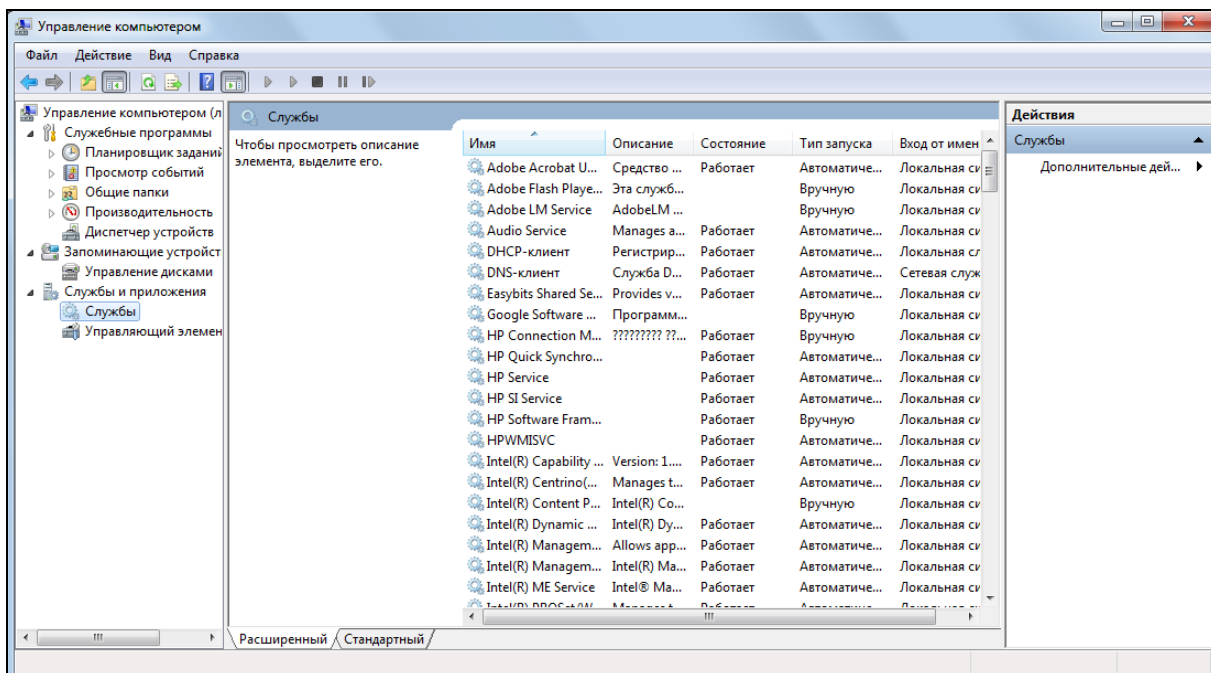 Управление компьютером
Файл Действие Вид Справка
Управление компьютером (л
Служебные программы
Планировщик заданий
Просмотр событий
Общие папки
Производительность
Диспетчер устройств
Запоминающие устройст
Управление дисками
Службы и приложения
Службы
Управляющий элемен
Службы
Чтобы просмотреть описание
элемента, выделите его.
Имя Описание Состояние Тип запуска Вход от имен
Adobe Acrobat U... Средство ... Работает Автоматиче... Локальная си
Adobe Flash Playe... Эта служб... Вручную Локальная си
Adobe LM Service AdobeLM ... Вручную Локальная си
Audio Service Manages a... Работает Автоматиче... Локальная си
DHCP-клиент Регистрир... Работает Автоматиче... Локальная сл
DNS-клиент Служба D... Работает Автоматиче... Сетевая служ
Easybits Shared Se... Provides v... Работает Автоматиче... Локальная си
Google Software ... Программ... Вручную Локальная си
HP Connection M... ????????? ??... Работает Вручную Локальная си
HP Quick Synchro... Работает Автоматиче... Локальная си
HP Service Работает Автоматиче... Локальная си
HP SI Service Работает Автоматиче... Локальная си
HP Software Fram... Работает Вручную Локальная си
HPWMISVC Работает Автоматиче... Локальная си
Intel(R) Capability ... Version: 1.... Работает Автоматиче... Локальная си
Intel(R) Centrino(... Manages t... Работает Автоматиче... Локальная си
Intel(R) Content P... Intel(R) Co... Вручную Локальная си
Intel(R) Dynamic ... Intel(R) Dy... Работает Автоматиче... Локальная си
Intel(R) Managem... Allows app... Работает Автоматиче... Локальная си
Intel(R) Managem... Intel(R) Ma... Работает Автоматиче... Локальная си
Intel(R) ME Service Intel® Ma... Работает Автоматиче... Локальная си
Расширенный Стандартный
Действия
Службы
Дополнительные дей...